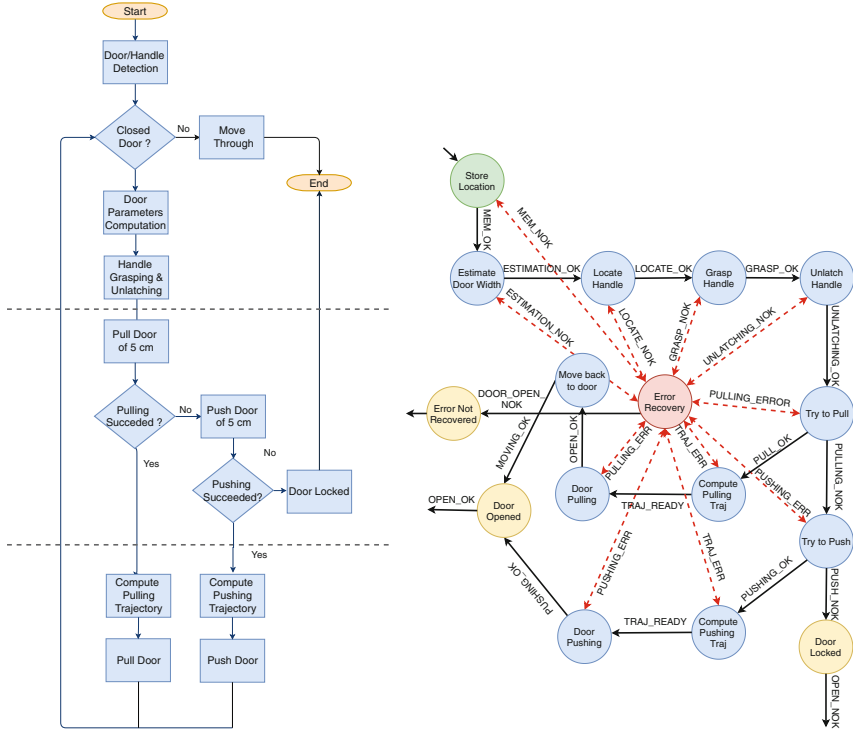 Start
Door/Handle
Detection
Closed
Door ?
No
Move
Through
End
Door
Parameters
Computation
Handle
Grasping &
Unlatching
Pull Door
of 5 cm
Pulling
Succeded ?
No
Push Door
of 5 cm
Yes
No
Pushing
Succeeded?
Door Locked
Yes
Compute
Pulling
Trajectory
Compute
Pushing
Trajectory
Pull Door
Push Door
Store
Location
MEM_OK
MEM_NOK
Estimate
Door Width
ESTIMATION_OK
Locate
Handle
LOCATE_OK
Grasp
Handle
GRASP_OK
Unlatch
Handle
ESTIMATION_NOK
LOCATE_NOK
GRASP_NOK
UNLATCHING_NOK
UNLATCHING_OK
Move back
to door
Error
Recovery
PULLING_ERROR
Try to Pull
Error Not
Recovered
DOOR_OPEN_
NOK
MOVING_OK
OPEN_OK
PULLING_ERR
TRAJ_ERR
PULL_OK
PULLING_NOK
PUSHING_ERR
Door
Pulling
TRAJ_READY
Compute
Pulling
Traj
OPEN_OK
Door
Opened
Try to Push
PUSHING_ERR
TRAJ_ERR
PUSHING_OK
PUSHING_OK
PUSH_NOK
Door
Pushing
TRAJ_READY
Compute
Pushing
Traj
Door
Locked
OPEN_NOK